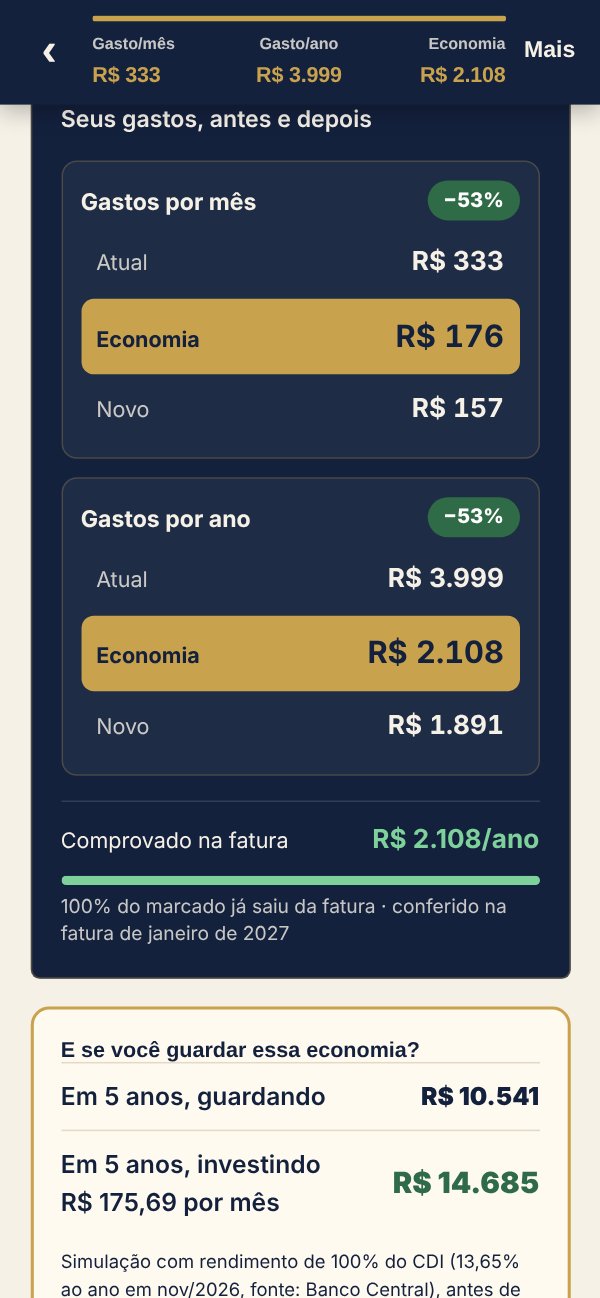 ‹
Gasto/mês Gasto/ano Economia Mais
R$ 333 R$ 3.999 R$ 2.108
Seus gastos, antes e depois
Gastos por mês −53%
Atual R$ 333
Economia R$ 176
Novo R$ 157
Gastos por ano −53%
Atual R$ 3.999
Economia R$ 2.108
Novo R$ 1.891
Comprovado na fatura R$ 2.108/ano
100% do marcado já saiu da fatura · conferido na
fatura de janeiro de 2027
E se você guardar essa economia?
Em 5 anos, guardando R$ 10.541
Em 5 anos, investindo
R$ 175,69 por mês R$ 14.685
Simulação com rendimento de 100% do CDI (13,65%
ao ano em nov/2026, fonte: Banco Central), antes de